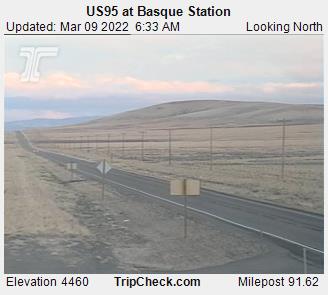 US95 at Basque Station
Updated: Mar 09 2022  6:33 AM
Looking North
Elevation 4460
TripCheck.com
Milepost 91.62